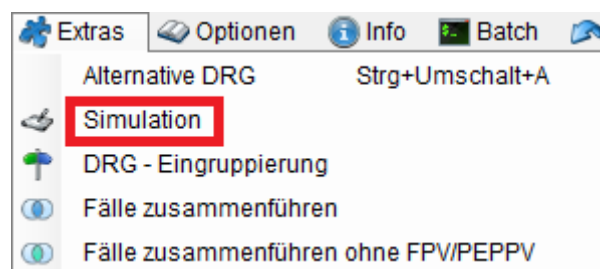 Extras Optionen Info Batch
Alternative DRG Strg+Umschalt+A
Simulation
DRG - Eingruppierung
Fälle zusammenführen
Fälle zusammenführen ohne FPV/PEPPV